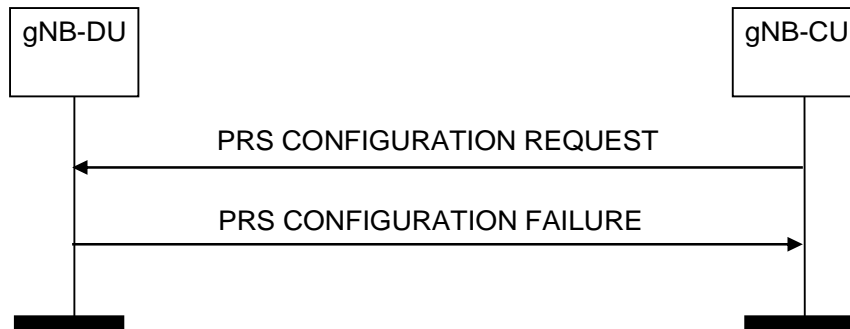 gNB-DU
gNB-CU
PRS CONFIGURATION REQUEST
PRS CONFIGURATION FAILURE